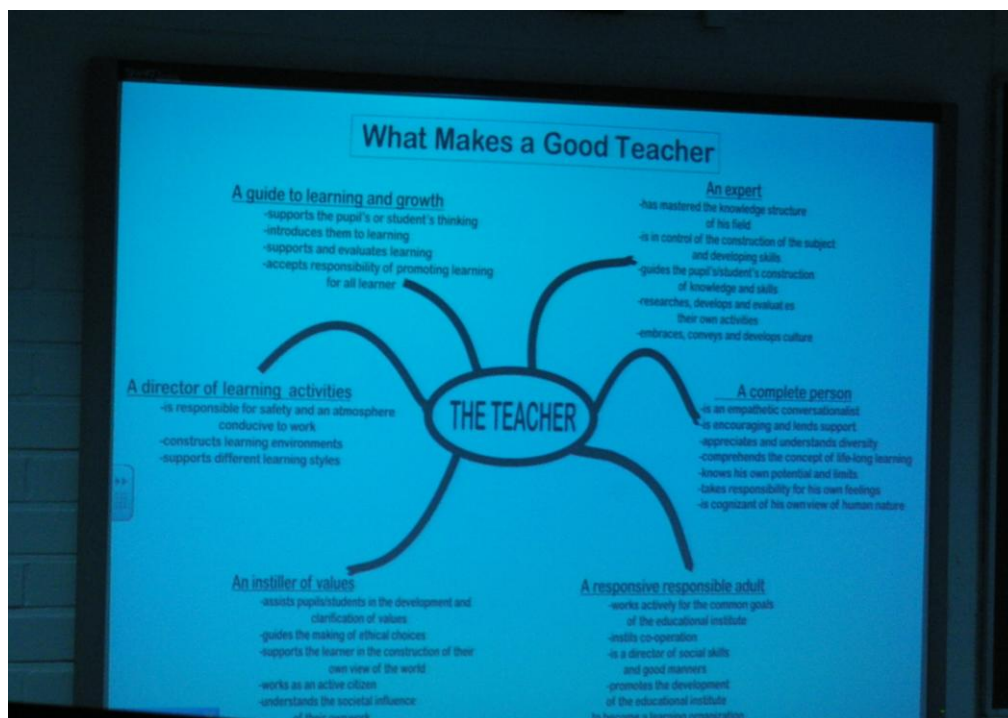 What Makes a Good Teacher
A guide to learning and growth
-supports the pupil's or student's thinking
-introduces them to learning
-supports and evaluates learning
-accepts responsibility of promoting learning
for all learner
An expert
-has mastered the knowledge structure
of his field
-is in control of the construction of the subject
and developing skills
-guides the pupil's/student's construction
of knowledge and skills
-researches, develops and evaluates
their own activities
-embraces, conveys and develops culture
A director of learning activities
-is responsible for safety and an atmosphere
conducive to work
-constructs learning environments
-supports different learning styles
THE TEACHER
A complete person
-is an empathetic conversationalist
-is encouraging and lends support
-appreciates and understands diversity
-comprehends the concept of life-long learning
-knows his own potential and limits
-takes responsibility for his own feelings
-is cognizant of his own view of human nature
An instiller of values
-assists pupils/students in the development and
clarification of values
-guides the making of ethical choices
-supports the learner in the construction of their
own view of the world
-works as an active citizen
-understands the societal influence
A responsive responsible adult
-works actively for the common goals
of the educational institute
-instils co-operation
-is a director of social skills
and good manners
-promotes the development
of the educational institute
to become a learning organization